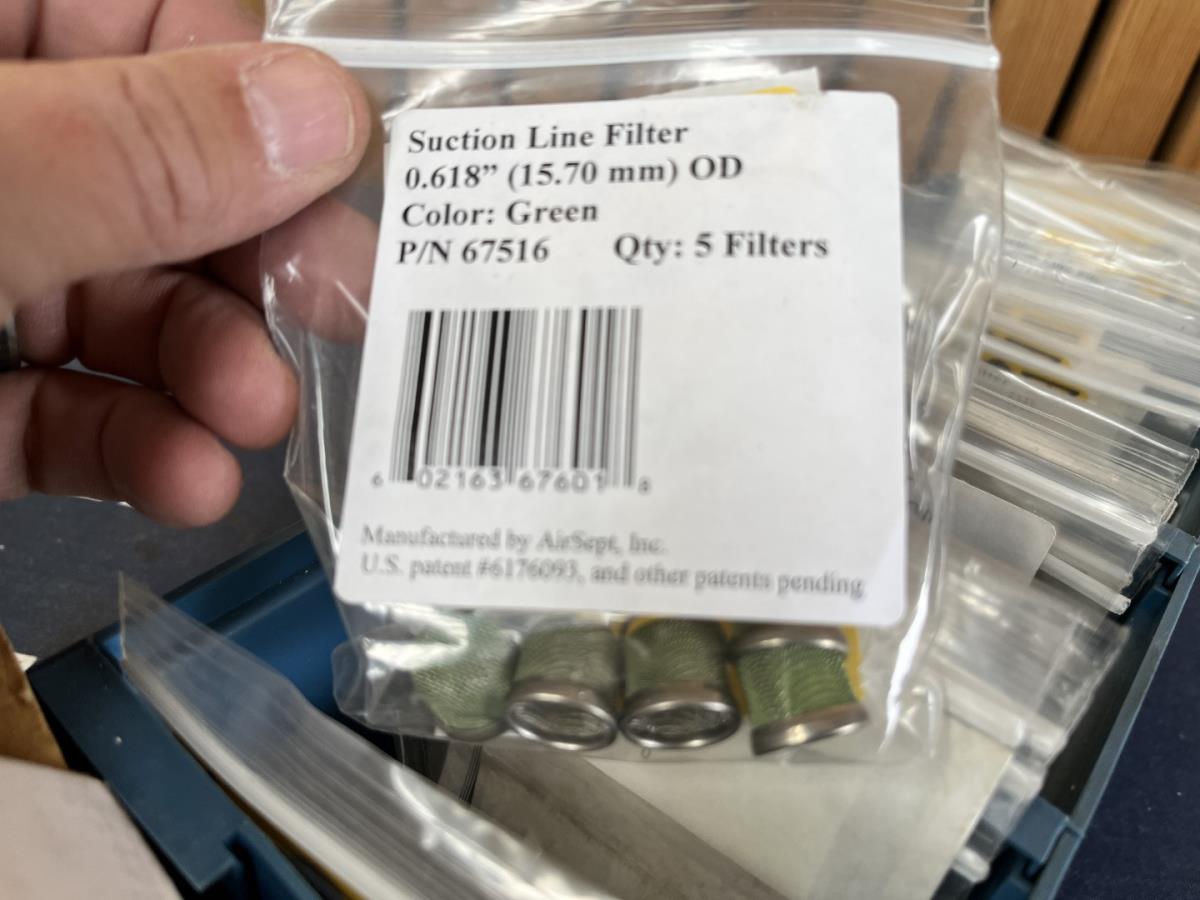 Suction Line Filter
0.618” (15.70 mm) OD
Color: Green
P/N 67516 Qty: 5 Filters
6 02163 67601 8
Manufactured by AirSept, Inc.
U.S. patent #6176093, and other patents pending